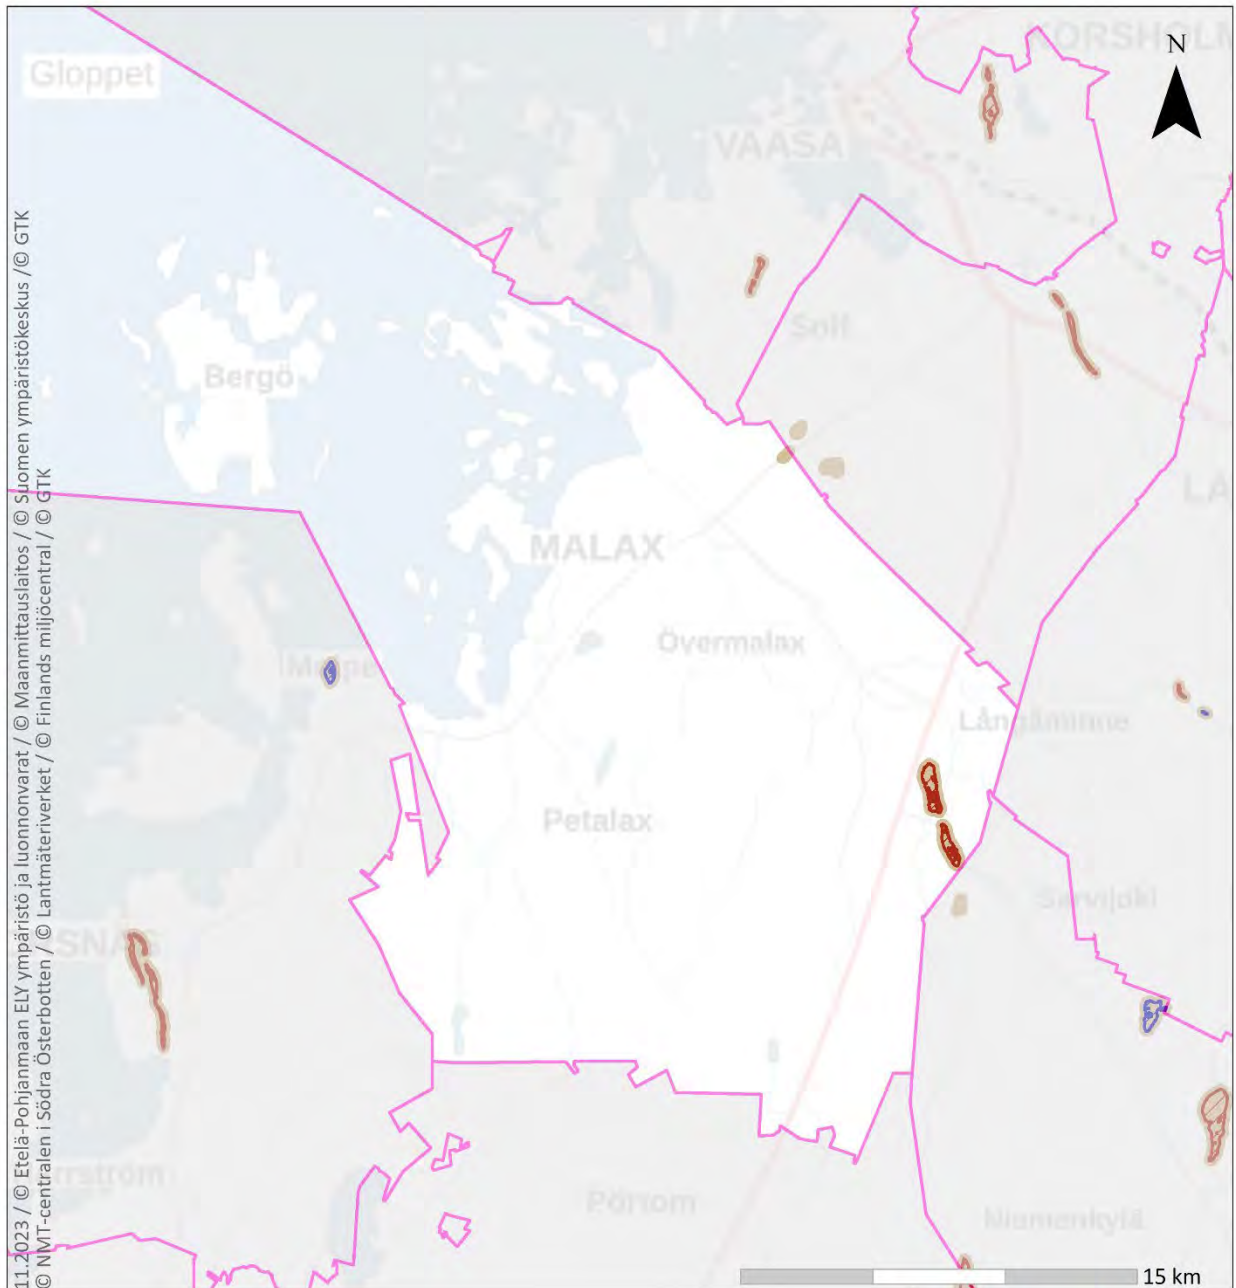 KORSHOLM
N
Gloppet
VAASA
Solf
Bergö
MALAX
Övermalax
Långåminne
Petalax
Sarvijoki
Pörtom
Niemenkylä
15 km
11.2023 / © Etelä-Pohjanmaan ELY ympäristö ja luonnonvarat / © Maanmittauslaitos / © Suomen ympäristökeskus /© GTK
© NMT-centralen i Södra Österbotten / © Lantmäteriverket / © Finlands miljöcentral / © GTK